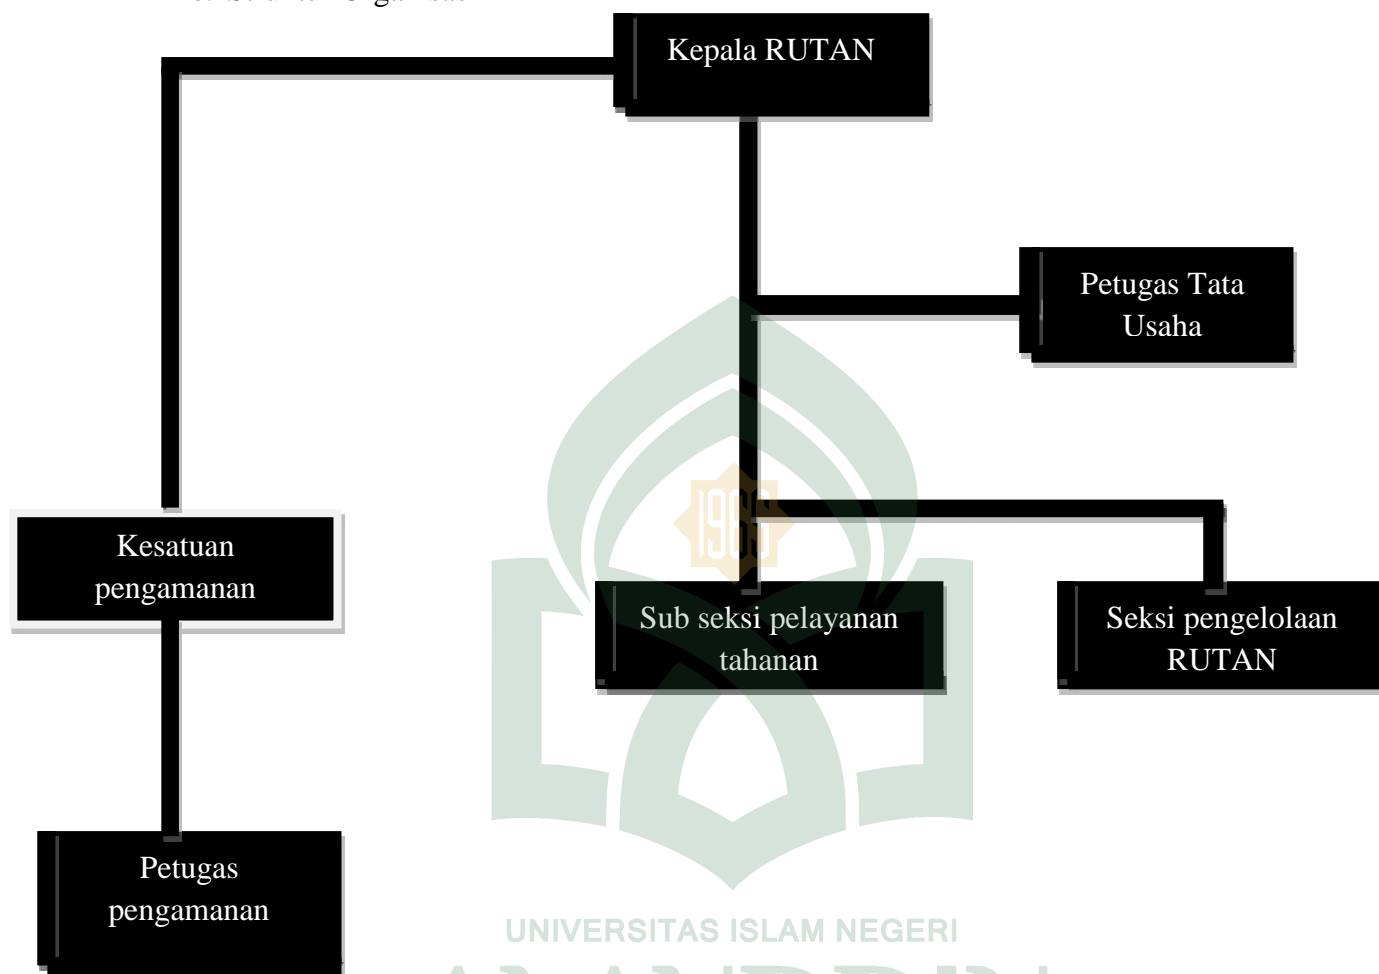 Kepala RUTAN
Petugas Tata
Usaha
Kesatuan
pengamanan
Sub seksi pelayanan
tahanan
Seksi pengelolaan
RUTAN
Petugas
pengamanan
1965
UNIVERSITAS ISLAM NEGERI